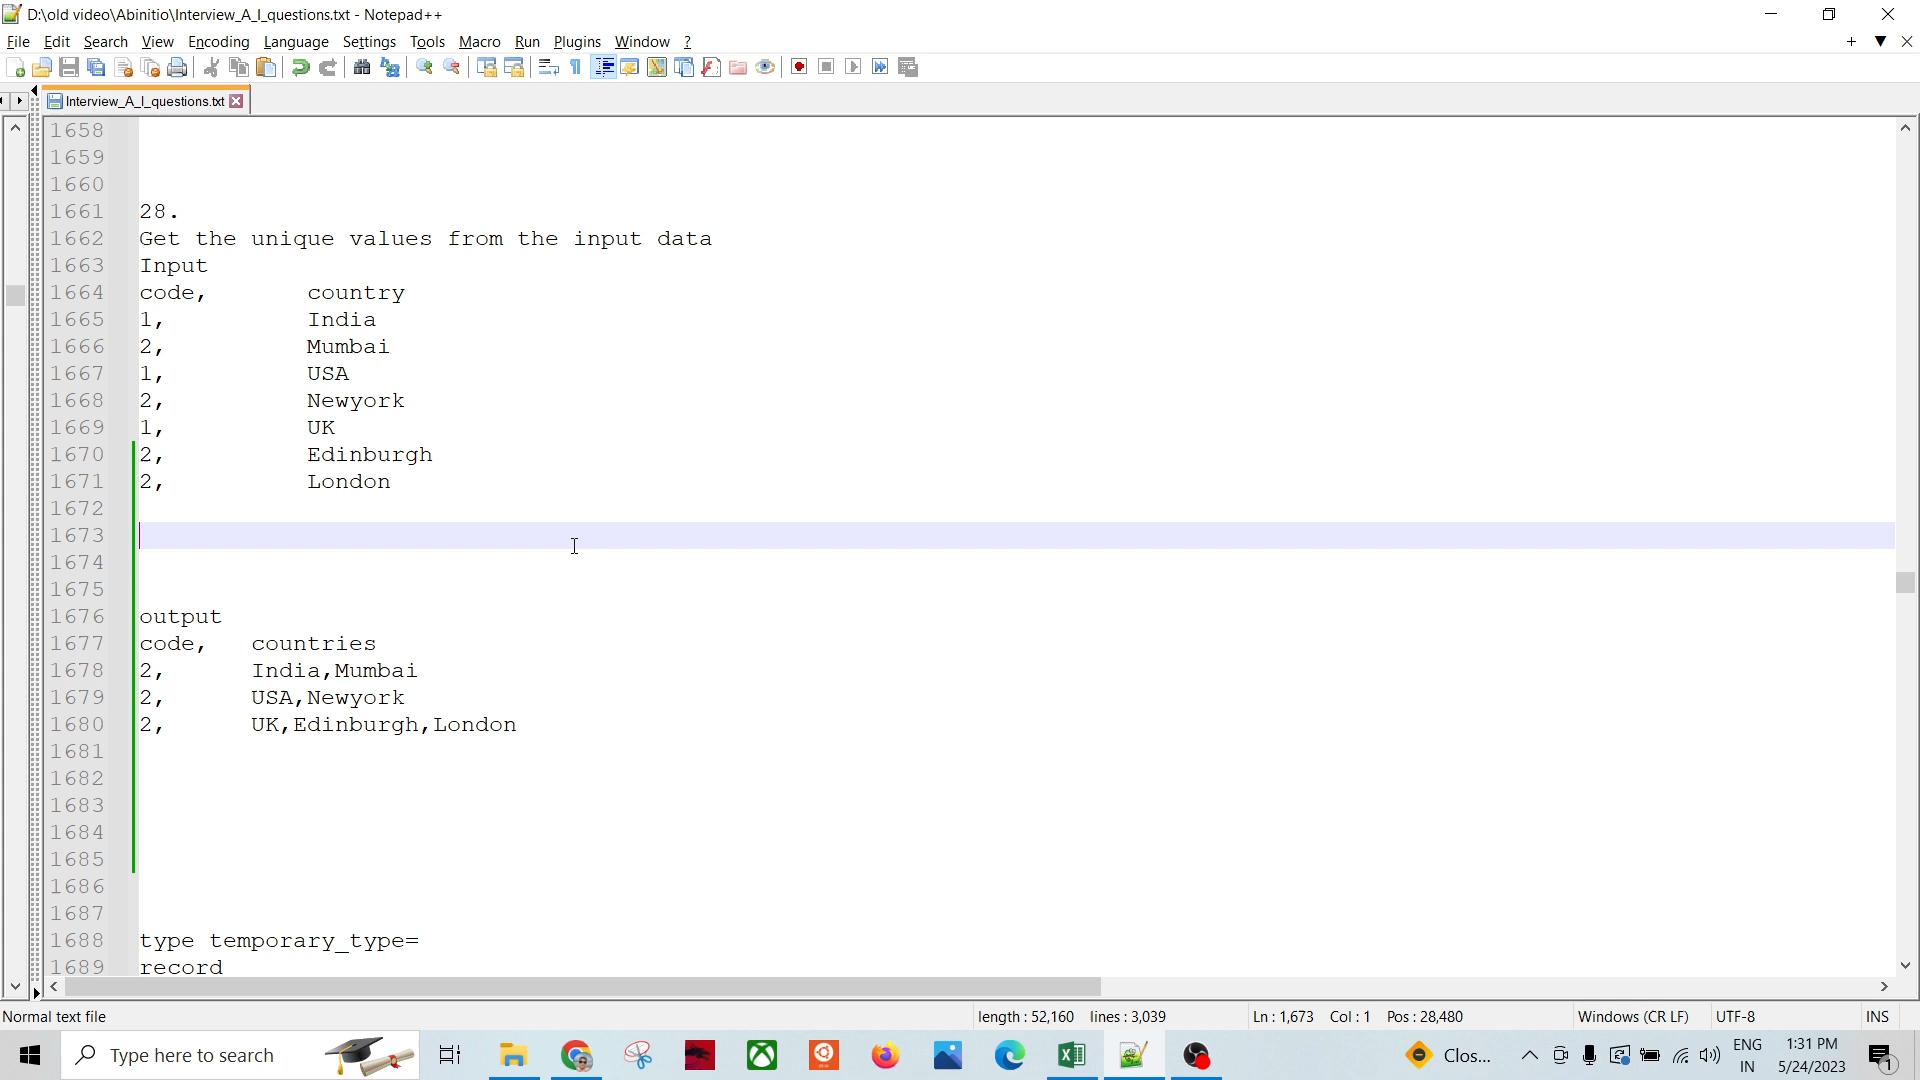 D:\old video\Abinitio\Interview_A_I_questions.txt - Notepad++
File Edit Search View Encoding Language Settings Tools Macro Run Plugins Window ?
Interview_A_I_questions.txt
1658
1659
1660
1661 28.
1662 Get the unique values from the input data
1663 Input
1664 code, country
1665 1, India
1666 2, Mumbai
1667 1, USA
1668 2, Newyork
1669 1, UK
1670 2, Edinburgh
1671 2, London
1672
1673
1674
1675
1676 output
1677 code, countries
1678 2, India,Mumbai
1679 2, USA,Newyork
1680 2, UK,Edinburgh,London
1681
1682
1683
1684
1685
1686
1687
1688 type temporary_type=
1689 record
Normal text file length : 52,160 lines : 3,039 Ln : 1,673 Col : 1 Pos : 28,480 Windows (CR LF) UTF-8 INS
Type here to search Clos... ENG IN 1:31 PM 5/24/2023 1